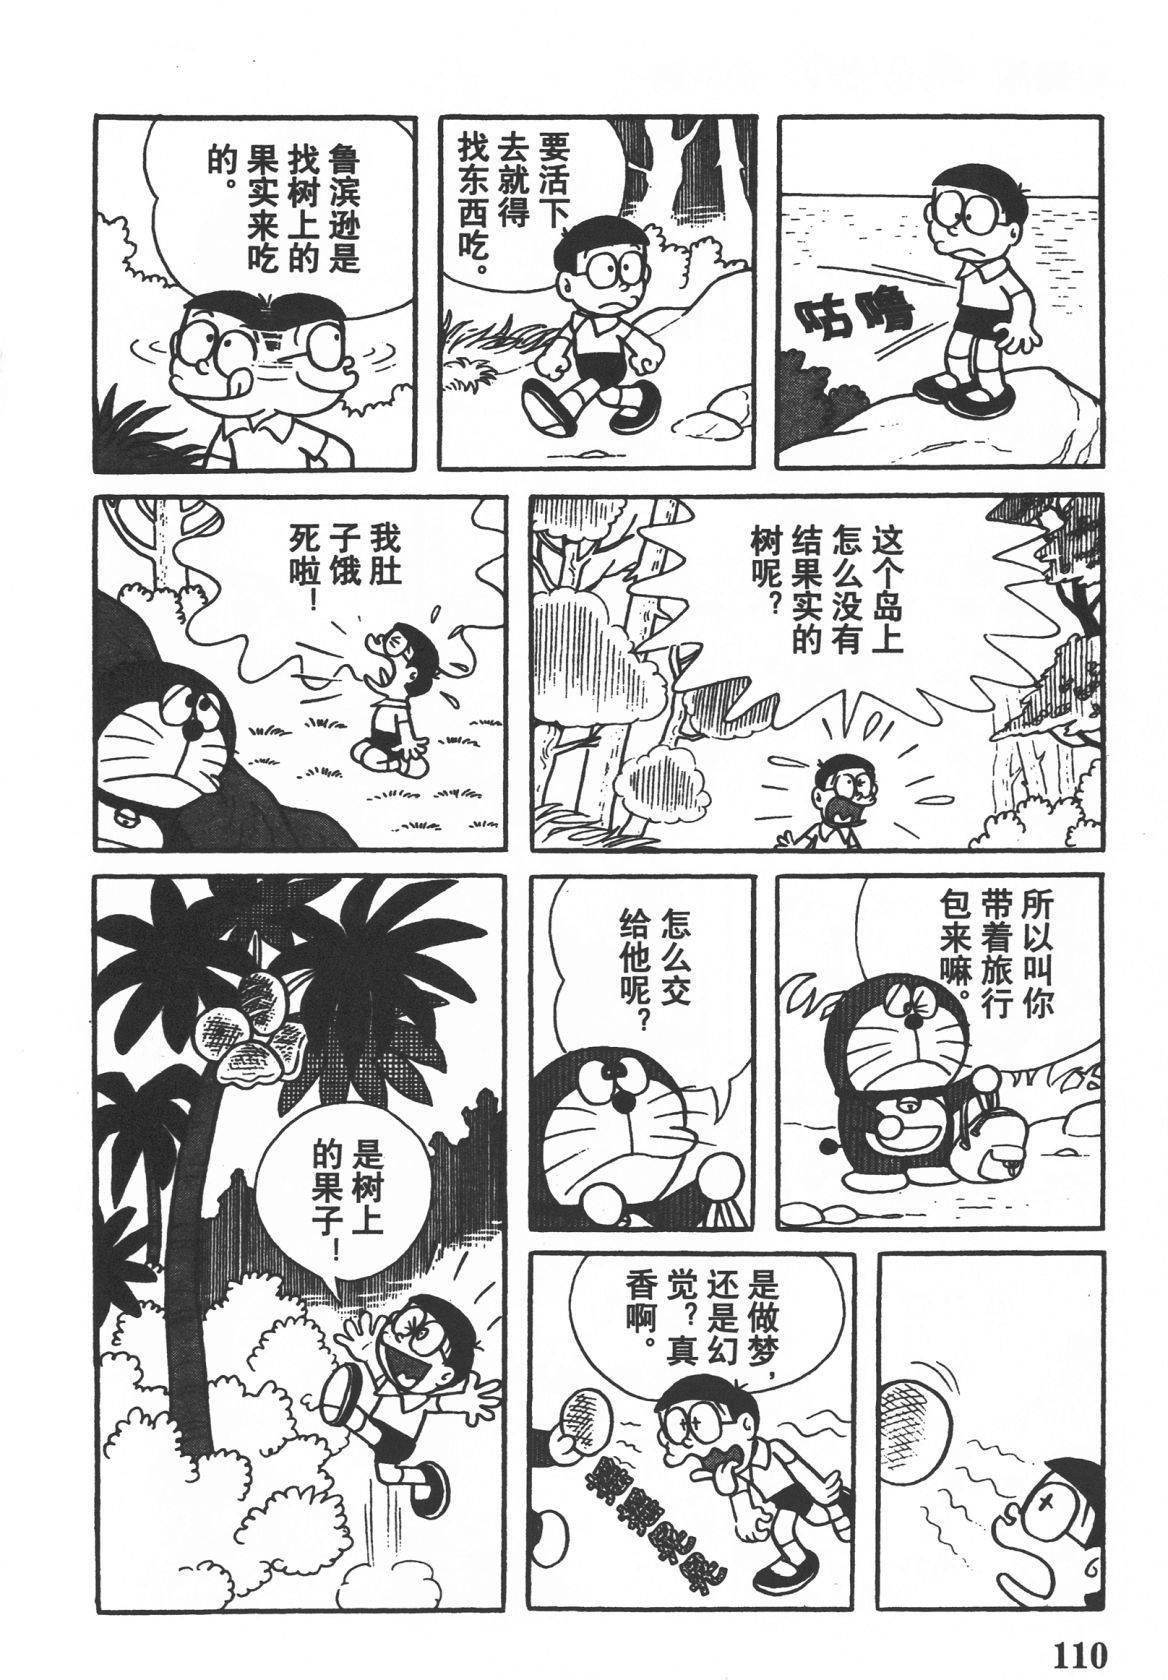 咕噜
要活下
去就得
找东西吃。
鲁滨逊是
找树上的
果实来吃
的。
这个岛上
怎么没有
结果实的
树呢?
我肚
子饿
死啦!
所以叫你
带着旅行
包来嘛。
怎么交
给他呢?
是树上
的果子!
是做梦,
还是幻
觉?真
香啊。
110